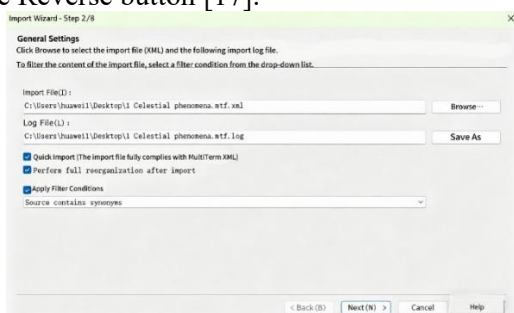 e Reverse button [17].
Import Wizard - Step 2/8
General Settings
Click Browse to select the import file (XML) and the following import log file.
To filter the content of the import file, select a filter condition from the drop-down list.
Import File(I):
C:\Users\huawei1\Desktop\1 Celestial phenomena.mtf.xml
Browse...
Log File(L):
C:\Users\huawei1\Desktop\1 Celestial phenomena.mtf.log
Save As
Quick Import (The import file fully complies with MultiTerm XML)
Perform full reorganization after import
Apply Filter Conditions
Source contains synonyms
< Back (B) Next (N) > Cancel Help